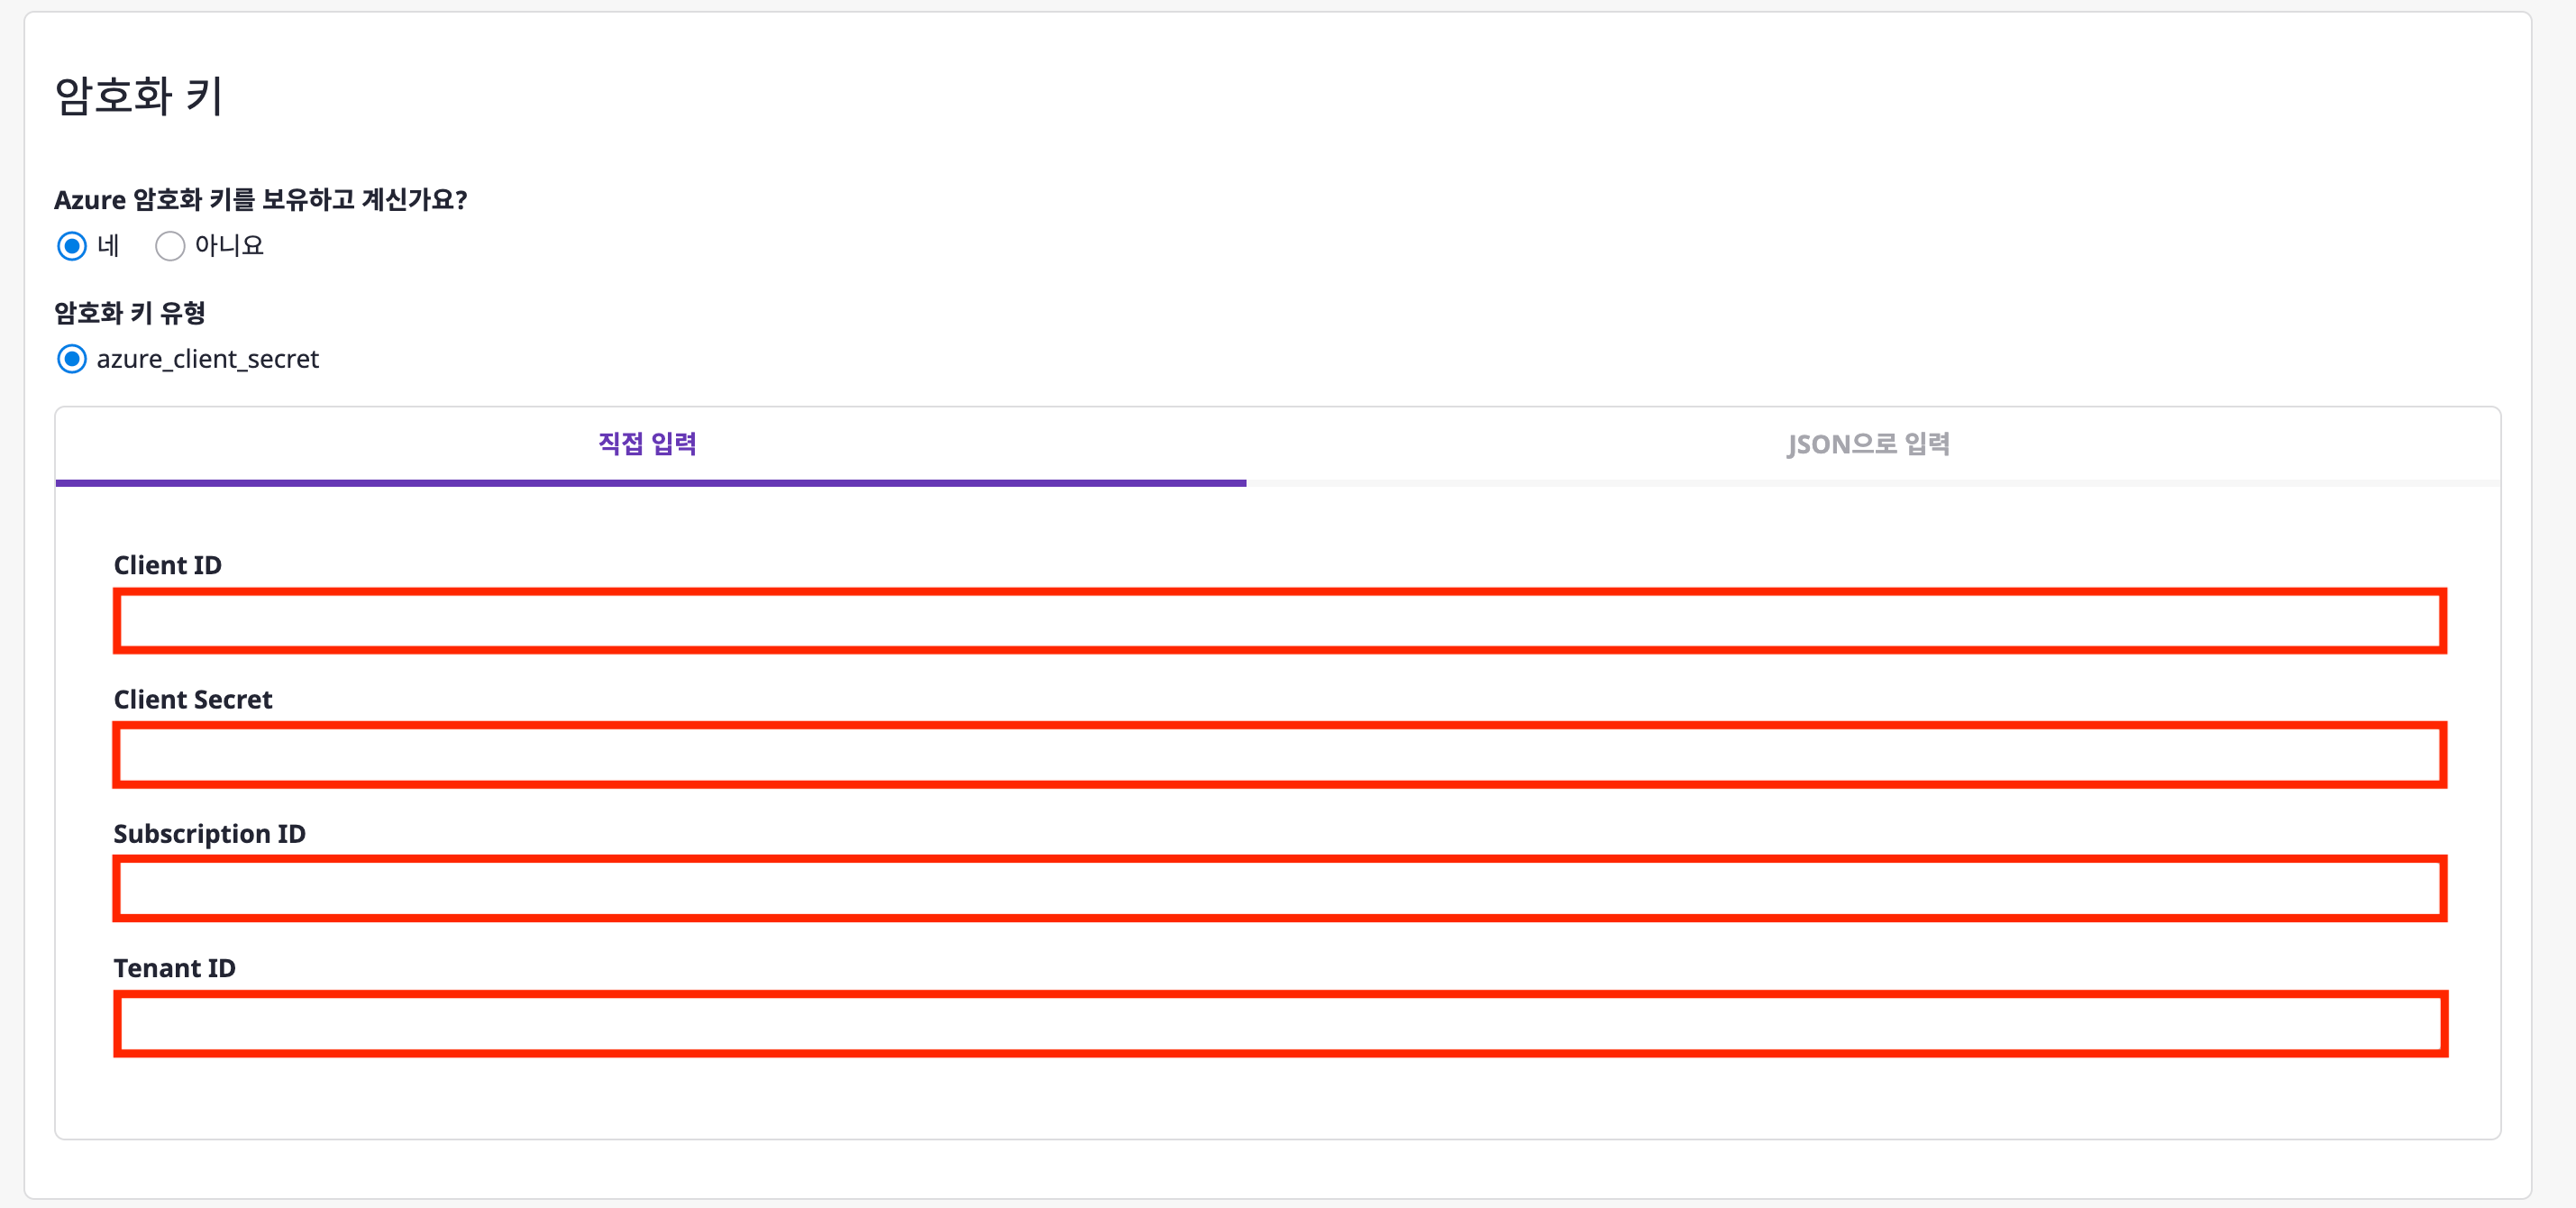 암호화 키
Azure 암호화 키를 보유하고 계신가요?
네 아니요
암호화 키 유형
azure_client_secret
직접 입력 JSON으로 입력
Client ID
Client Secret
Subscription ID
Tenant ID